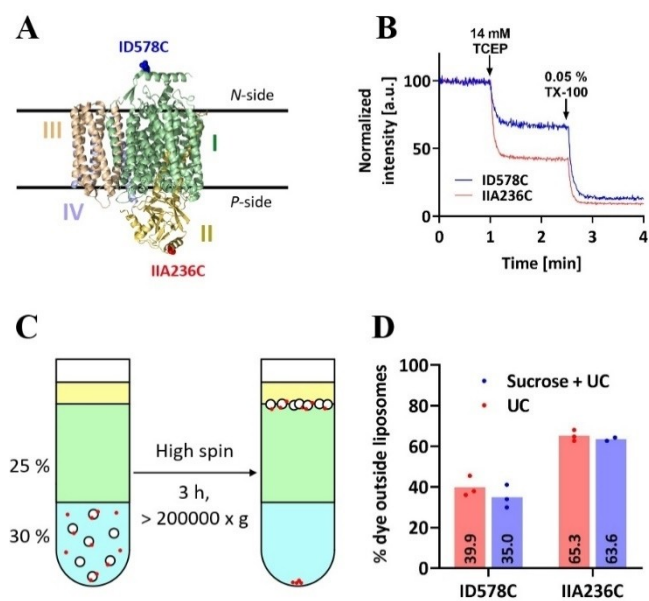 A
ID578C
N-side
III
I
IV
P-side
II
IIA236C
B
14 mM
TCEP
0.05 %
TX-100
Normalized
intensity [a.u.]
100
50
0
ID578C
IIA236C
0 1 2 3 4
Time [min]
C
25 %
30 %
High spin
3 h,
> 200000 x g
D
% dye outside liposomes
100
80
60
40
20
0
Sucrose + UC
UC
39.9 35.0 65.3 63.6
ID578C IIA236C